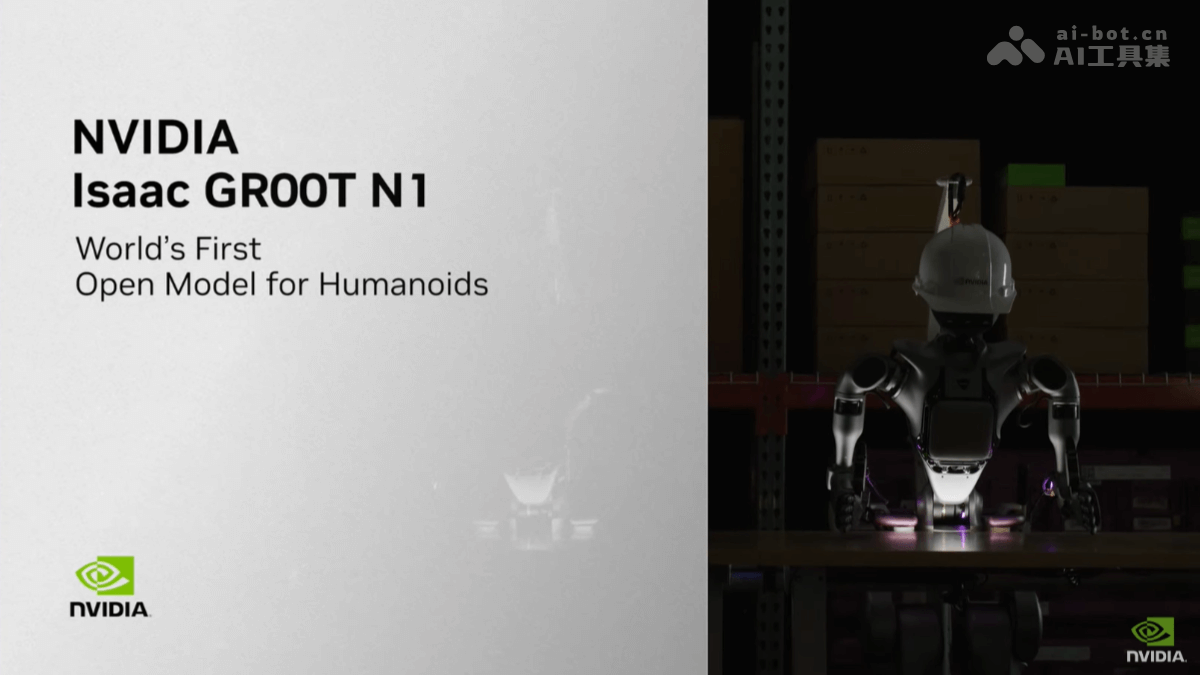 NVIDIA
Isaac GR00T N1
World's First
Open Model for Humanoids
NVIDIA
ai-bot.cn
AI工具集
NVIDIA